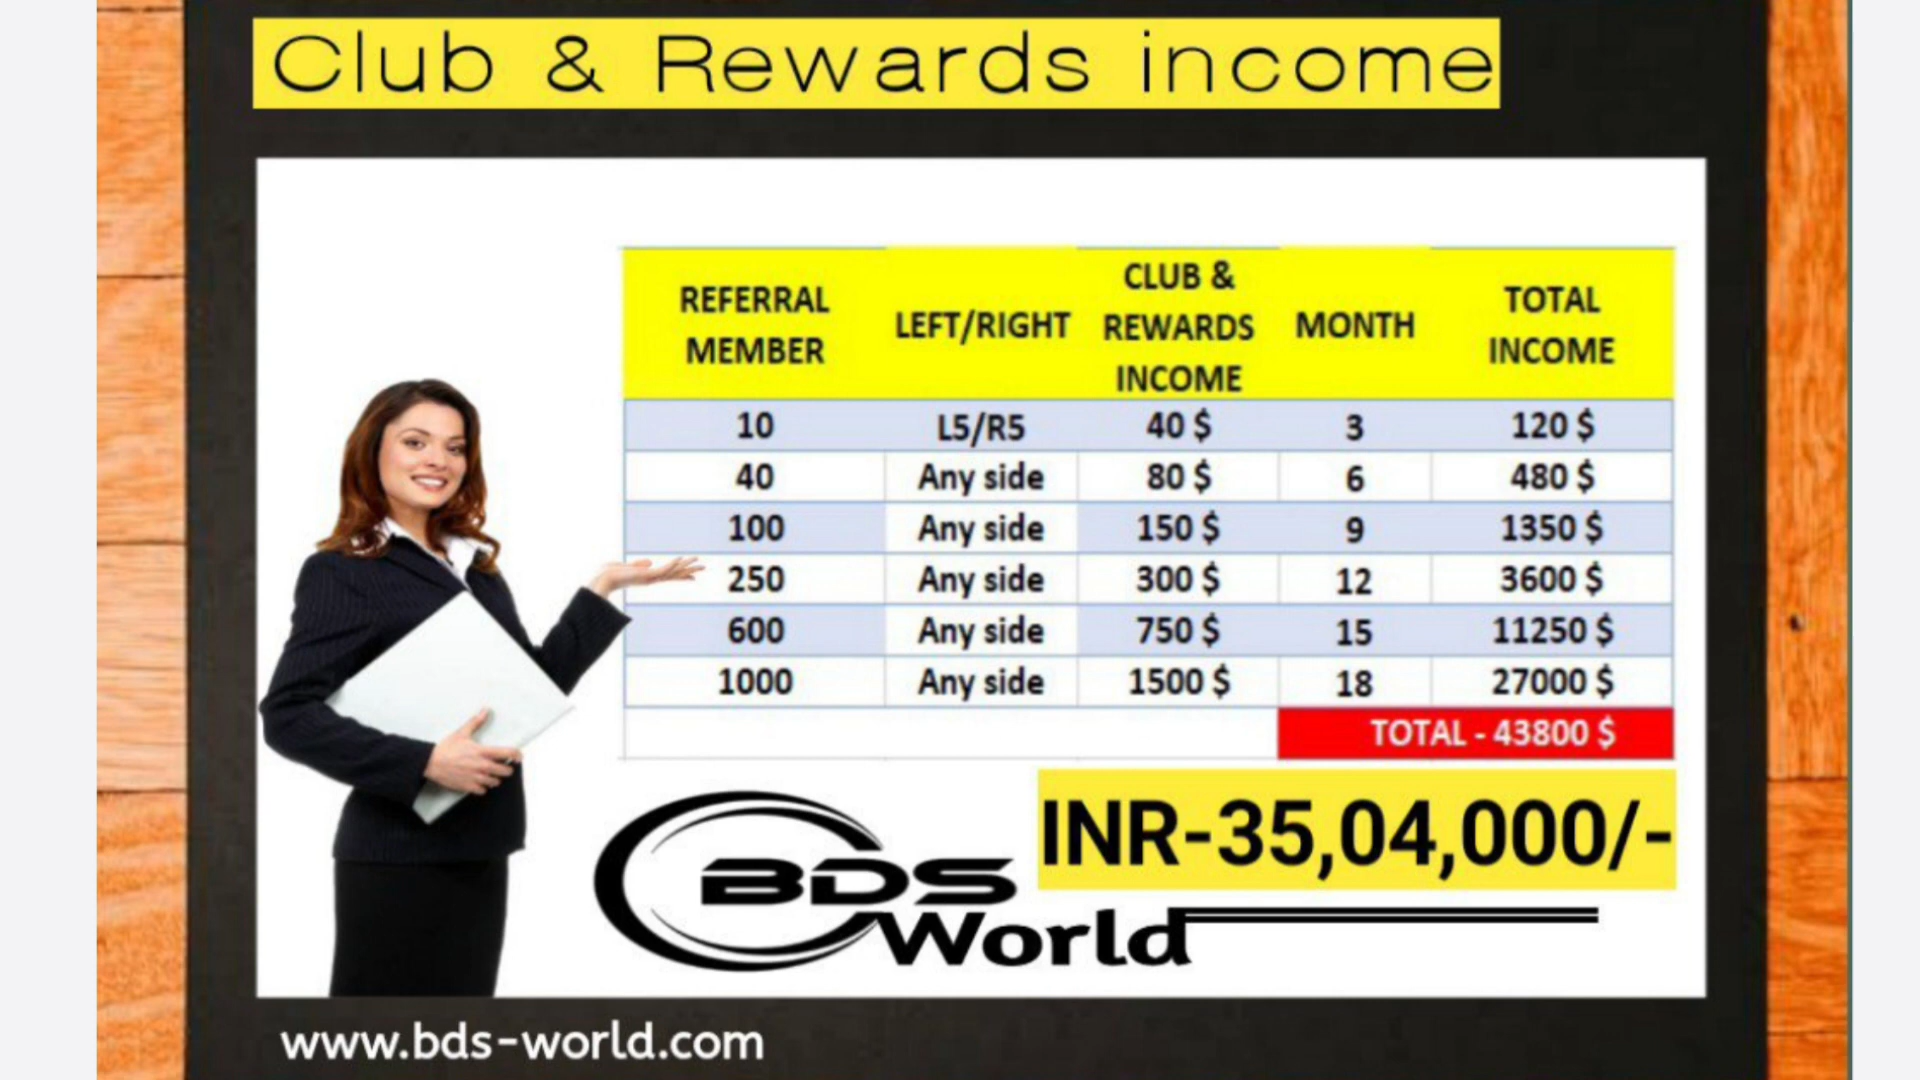 Club & Rewards income
REFERRAL MEMBER LEFT/RIGHT CLUB & REWARDS INCOME MONTH TOTAL INCOME
10 L5/R5 40 $ 3 120 $
40 Any side 80 $ 6 480 $
100 Any side 150 $ 9 1350 $
250 Any side 300 $ 12 3600 $
600 Any side 750 $ 15 11250 $
1000 Any side 1500 $ 18 27000 $
TOTAL - 43800 $
INR-35,04,000/-
BDS
World
www.bds-world.com